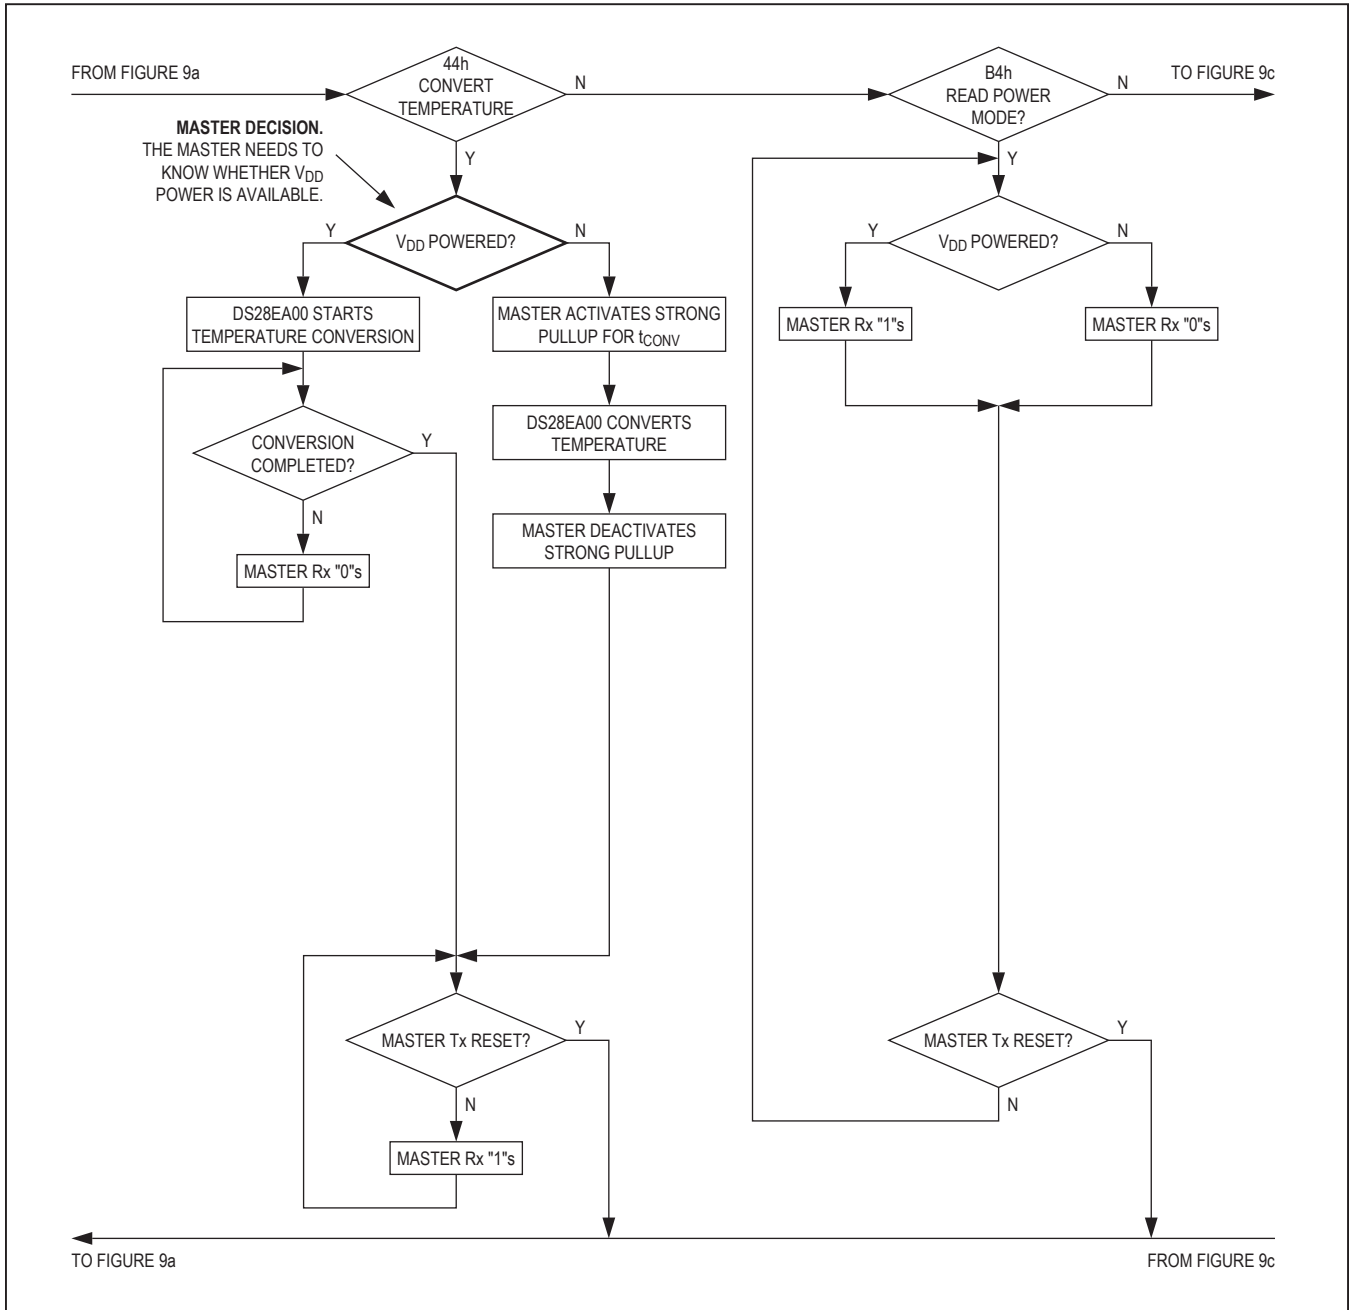 FROM FIGURE 9a
44h
CONVERT
TEMPERATURE
N
B4h
READ POWER
MODE?
N
TO FIGURE 9c
MASTER DECISION.
THE MASTER NEEDS TO
KNOW WHETHER VDD
POWER IS AVAILABLE.
Y
Y
Y
VDD POWERED?
N
Y
VDD POWERED?
N
DS28EA00 STARTS
TEMPERATURE CONVERSION
MASTER ACTIVATES STRONG
PULLUP FOR tCONV
MASTER Rx "1"s
MASTER Rx "0"s
CONVERSION
COMPLETED?
Y
N
DS28EA00 CONVERTS
TEMPERATURE
MASTER DEACTIVATES
STRONG PULLUP
MASTER Rx "0"s
MASTER Tx RESET?
Y
N
MASTER Rx "1"s
MASTER Tx RESET?
Y
N
TO FIGURE 9a
FROM FIGURE 9c